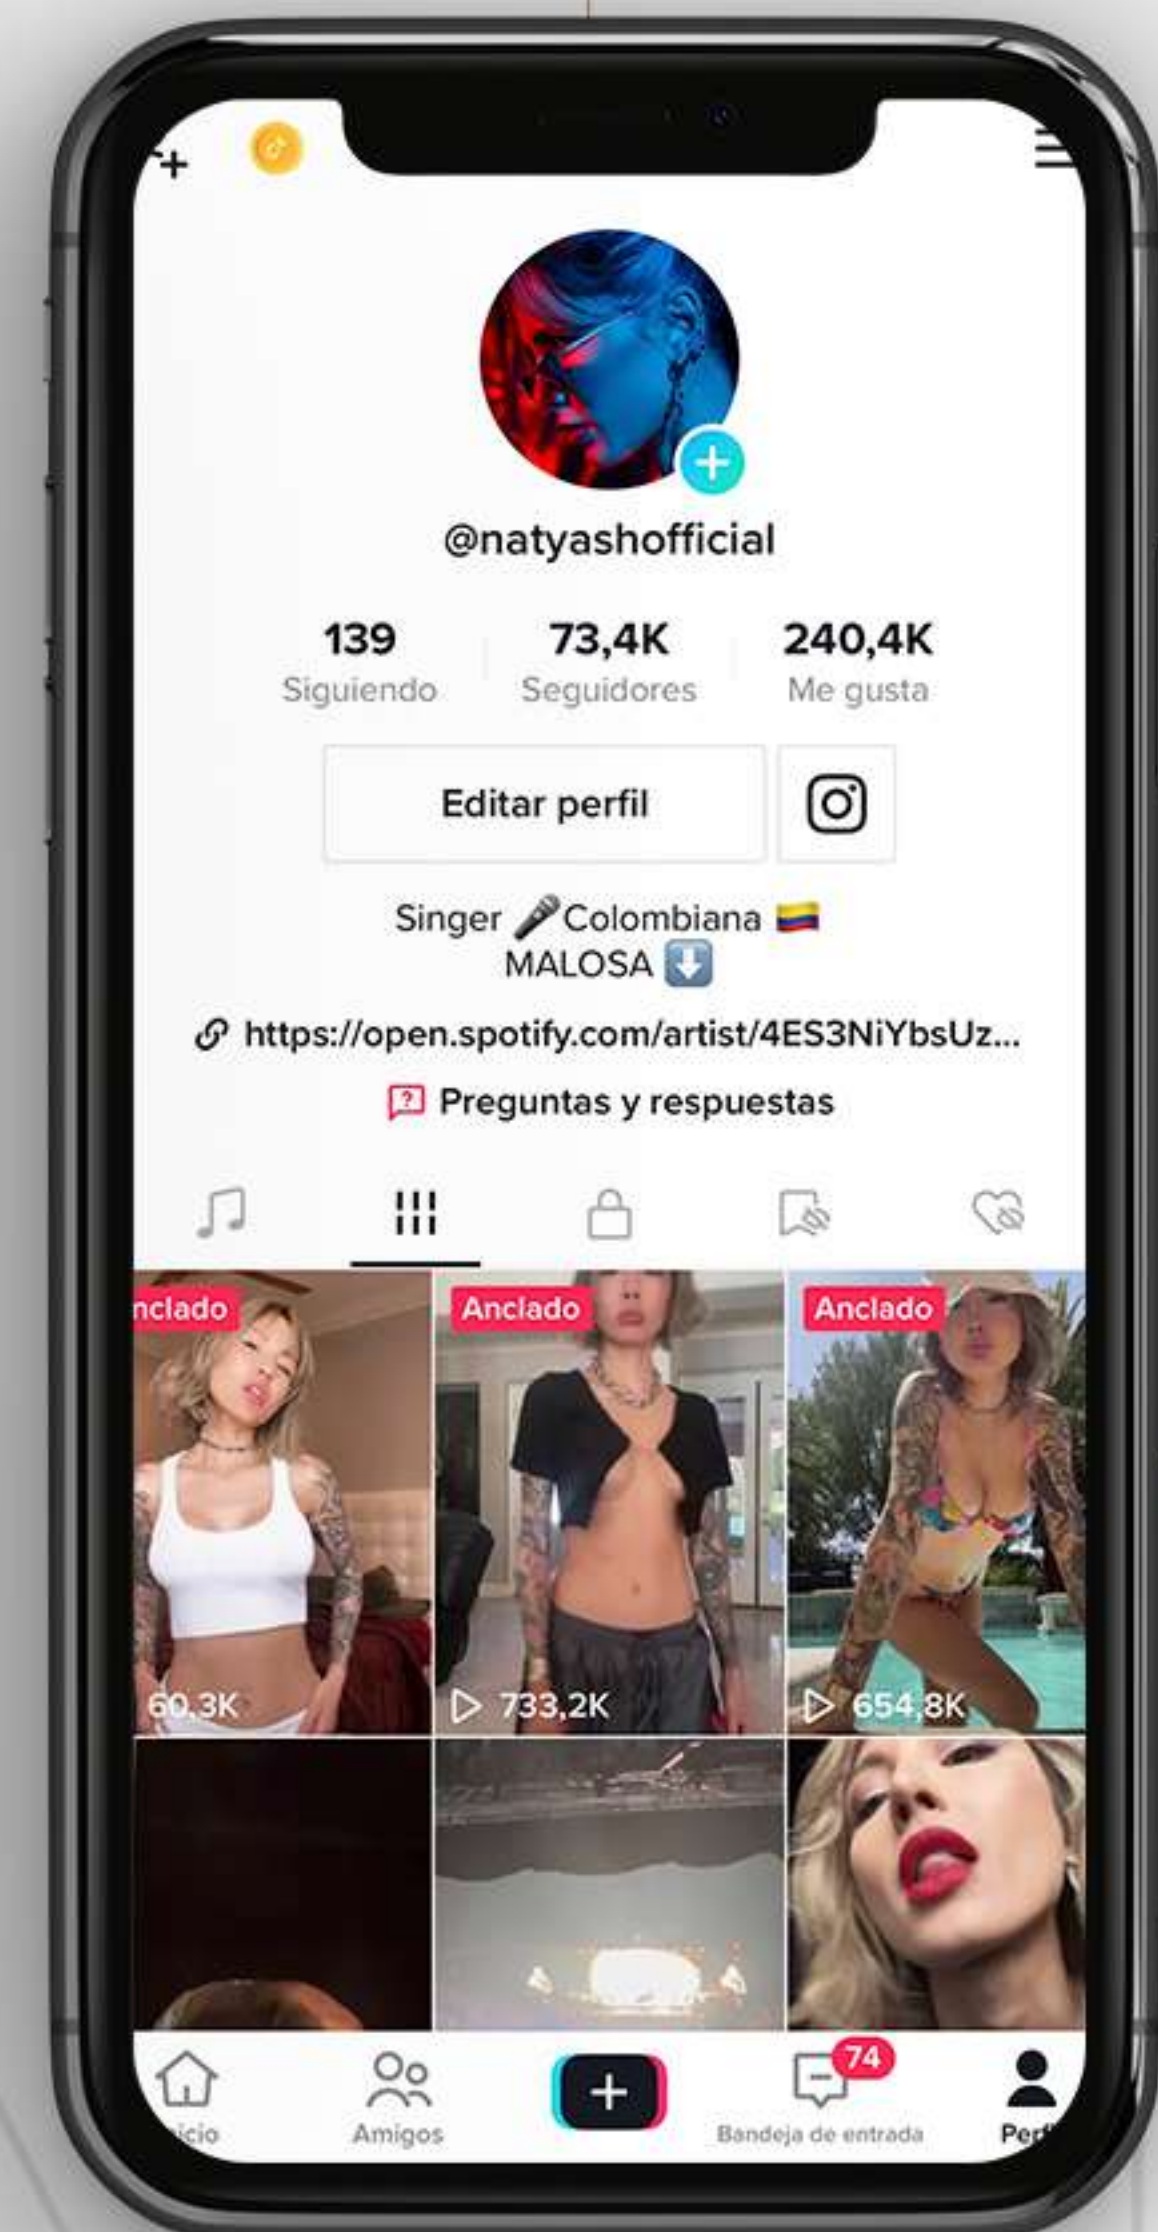 @natyashofficial
139 73,4K 240,4K
Siguiendo Seguidores Me gusta
Editar perfil
Singer 🎤Colombiana 🇨🇴
MALOSA ⬇️
https://open.spotify.com/artist/4ES3NiYbsUz...
Preguntas y respuestas
nclado Anclado Anclado
60,3K 733,2K 654,8K
74
icio Amigos Bandeja de entrada Perf